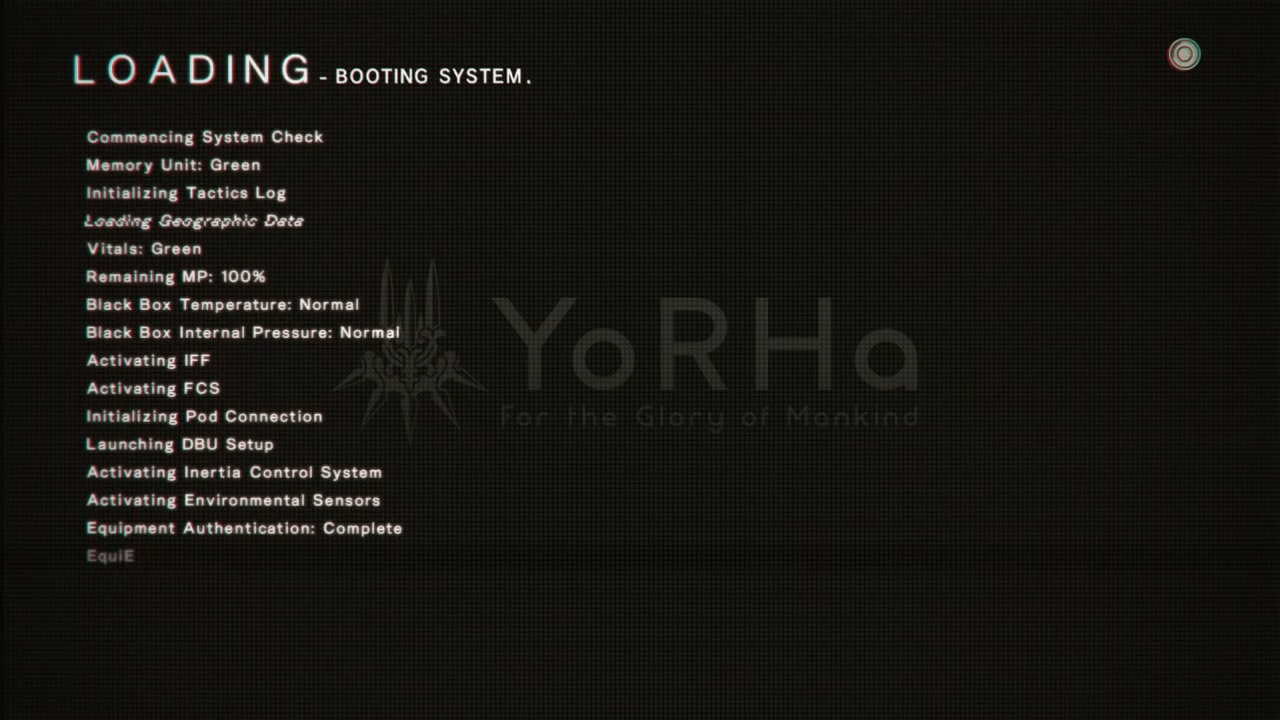 LOADING - BOOTING SYSTEM.
Commencing System Check
Memory Unit: Green
Initializing Tactics Log
Loading Geographic Data
Vitals: Green
Remaining MP: 100%
Black Box Temperature: Normal
Black Box Internal Pressure: Normal
Activating IFF
Activating FCS
Initializing Pod Connection
Launching DBU Setup
Activating Inertia Control System
Activating Environmental Sensors
Equipment Authentication: Complete
EquiE
YoRHa
For the Glory of Mankind